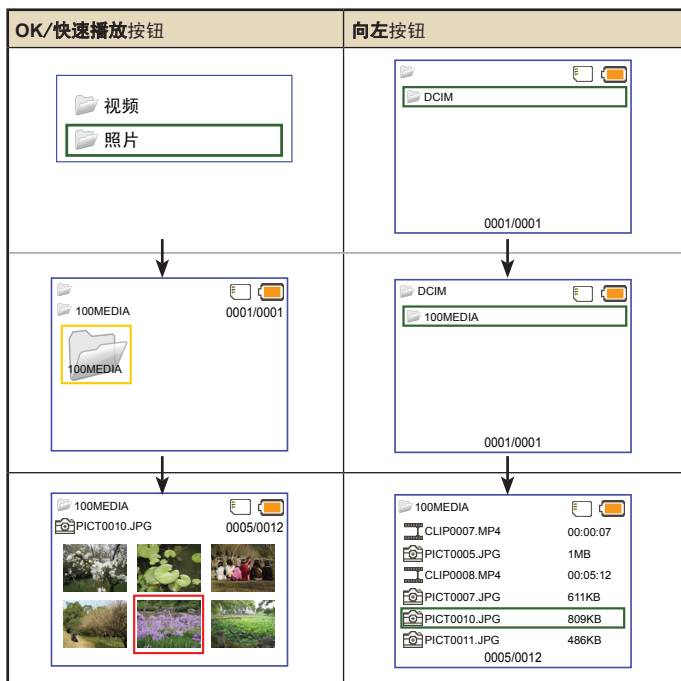 OK/快速播放按钮
向左按钮
视频
照片
DCIM
0001/0001
100MEDIA
0001/0001
100MEDIA
DCIM
100MEDIA
0001/0001
100MEDIA
PICT0010.JPG
0005/0012
100MEDIA
CLIP0007.MP4 00:00:07
PICT0005.JPG 1MB
CLIP0008.MP4 00:05:12
PICT0007.JPG 611KB
PICT0010.JPG 809KB
PICT0011.JPG 486KB
0005/0012